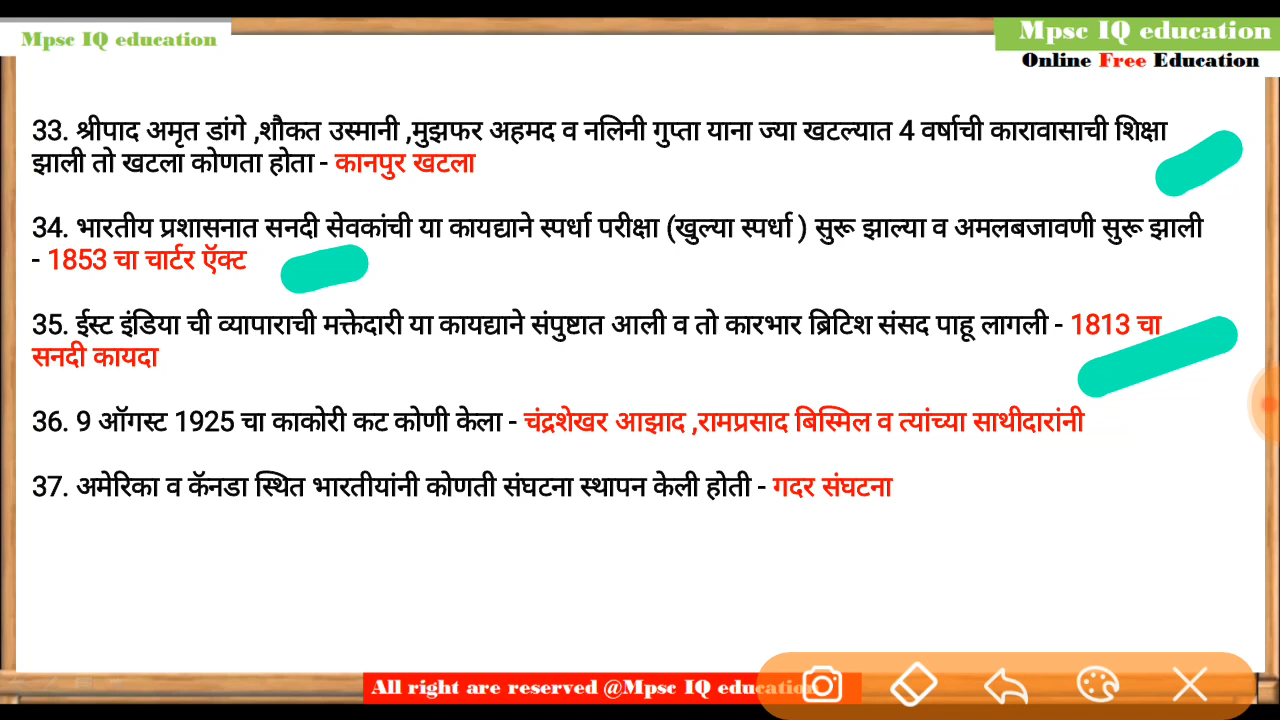 Mpsc IQ education
Mpsc IQ education
Online Free Education
33. श्रीपाद अमृत डांगे ,शौकत उस्मानी ,मुझफर अहमद व नलिनी गुप्ता याना ज्या खटल्यात 4 वर्षाची कारावासाची शिक्षा
झाली तो खटला कोणता होता - कानपुर खटला
34. भारतीय प्रशासनात सनदी सेवकांची या कायद्याने स्पर्धा परीक्षा (खुल्या स्पर्धा ) सुरू झाल्या व अमलबजावणी सुरू झाली
- 1853 चा चार्टर ऍक्ट
35. ईस्ट इंडिया ची व्यापाराची मक्तेदारी या कायद्याने संपुष्टात आली व तो कारभार ब्रिटिश संसद पाहू लागली - 1813 चा
सनदी कायदा
36. 9 ऑगस्ट 1925 चा काकोरी कट कोणी केला - चंद्रशेखर आझाद ,रामप्रसाद बिस्मिल व त्यांच्या साथीदारांनी
37. अमेरिका व कॅनडा स्थित भारतीयांनी कोणती संघटना स्थापन केली होती - गदर संघटना
All right are reserved @Mpsc IQ education